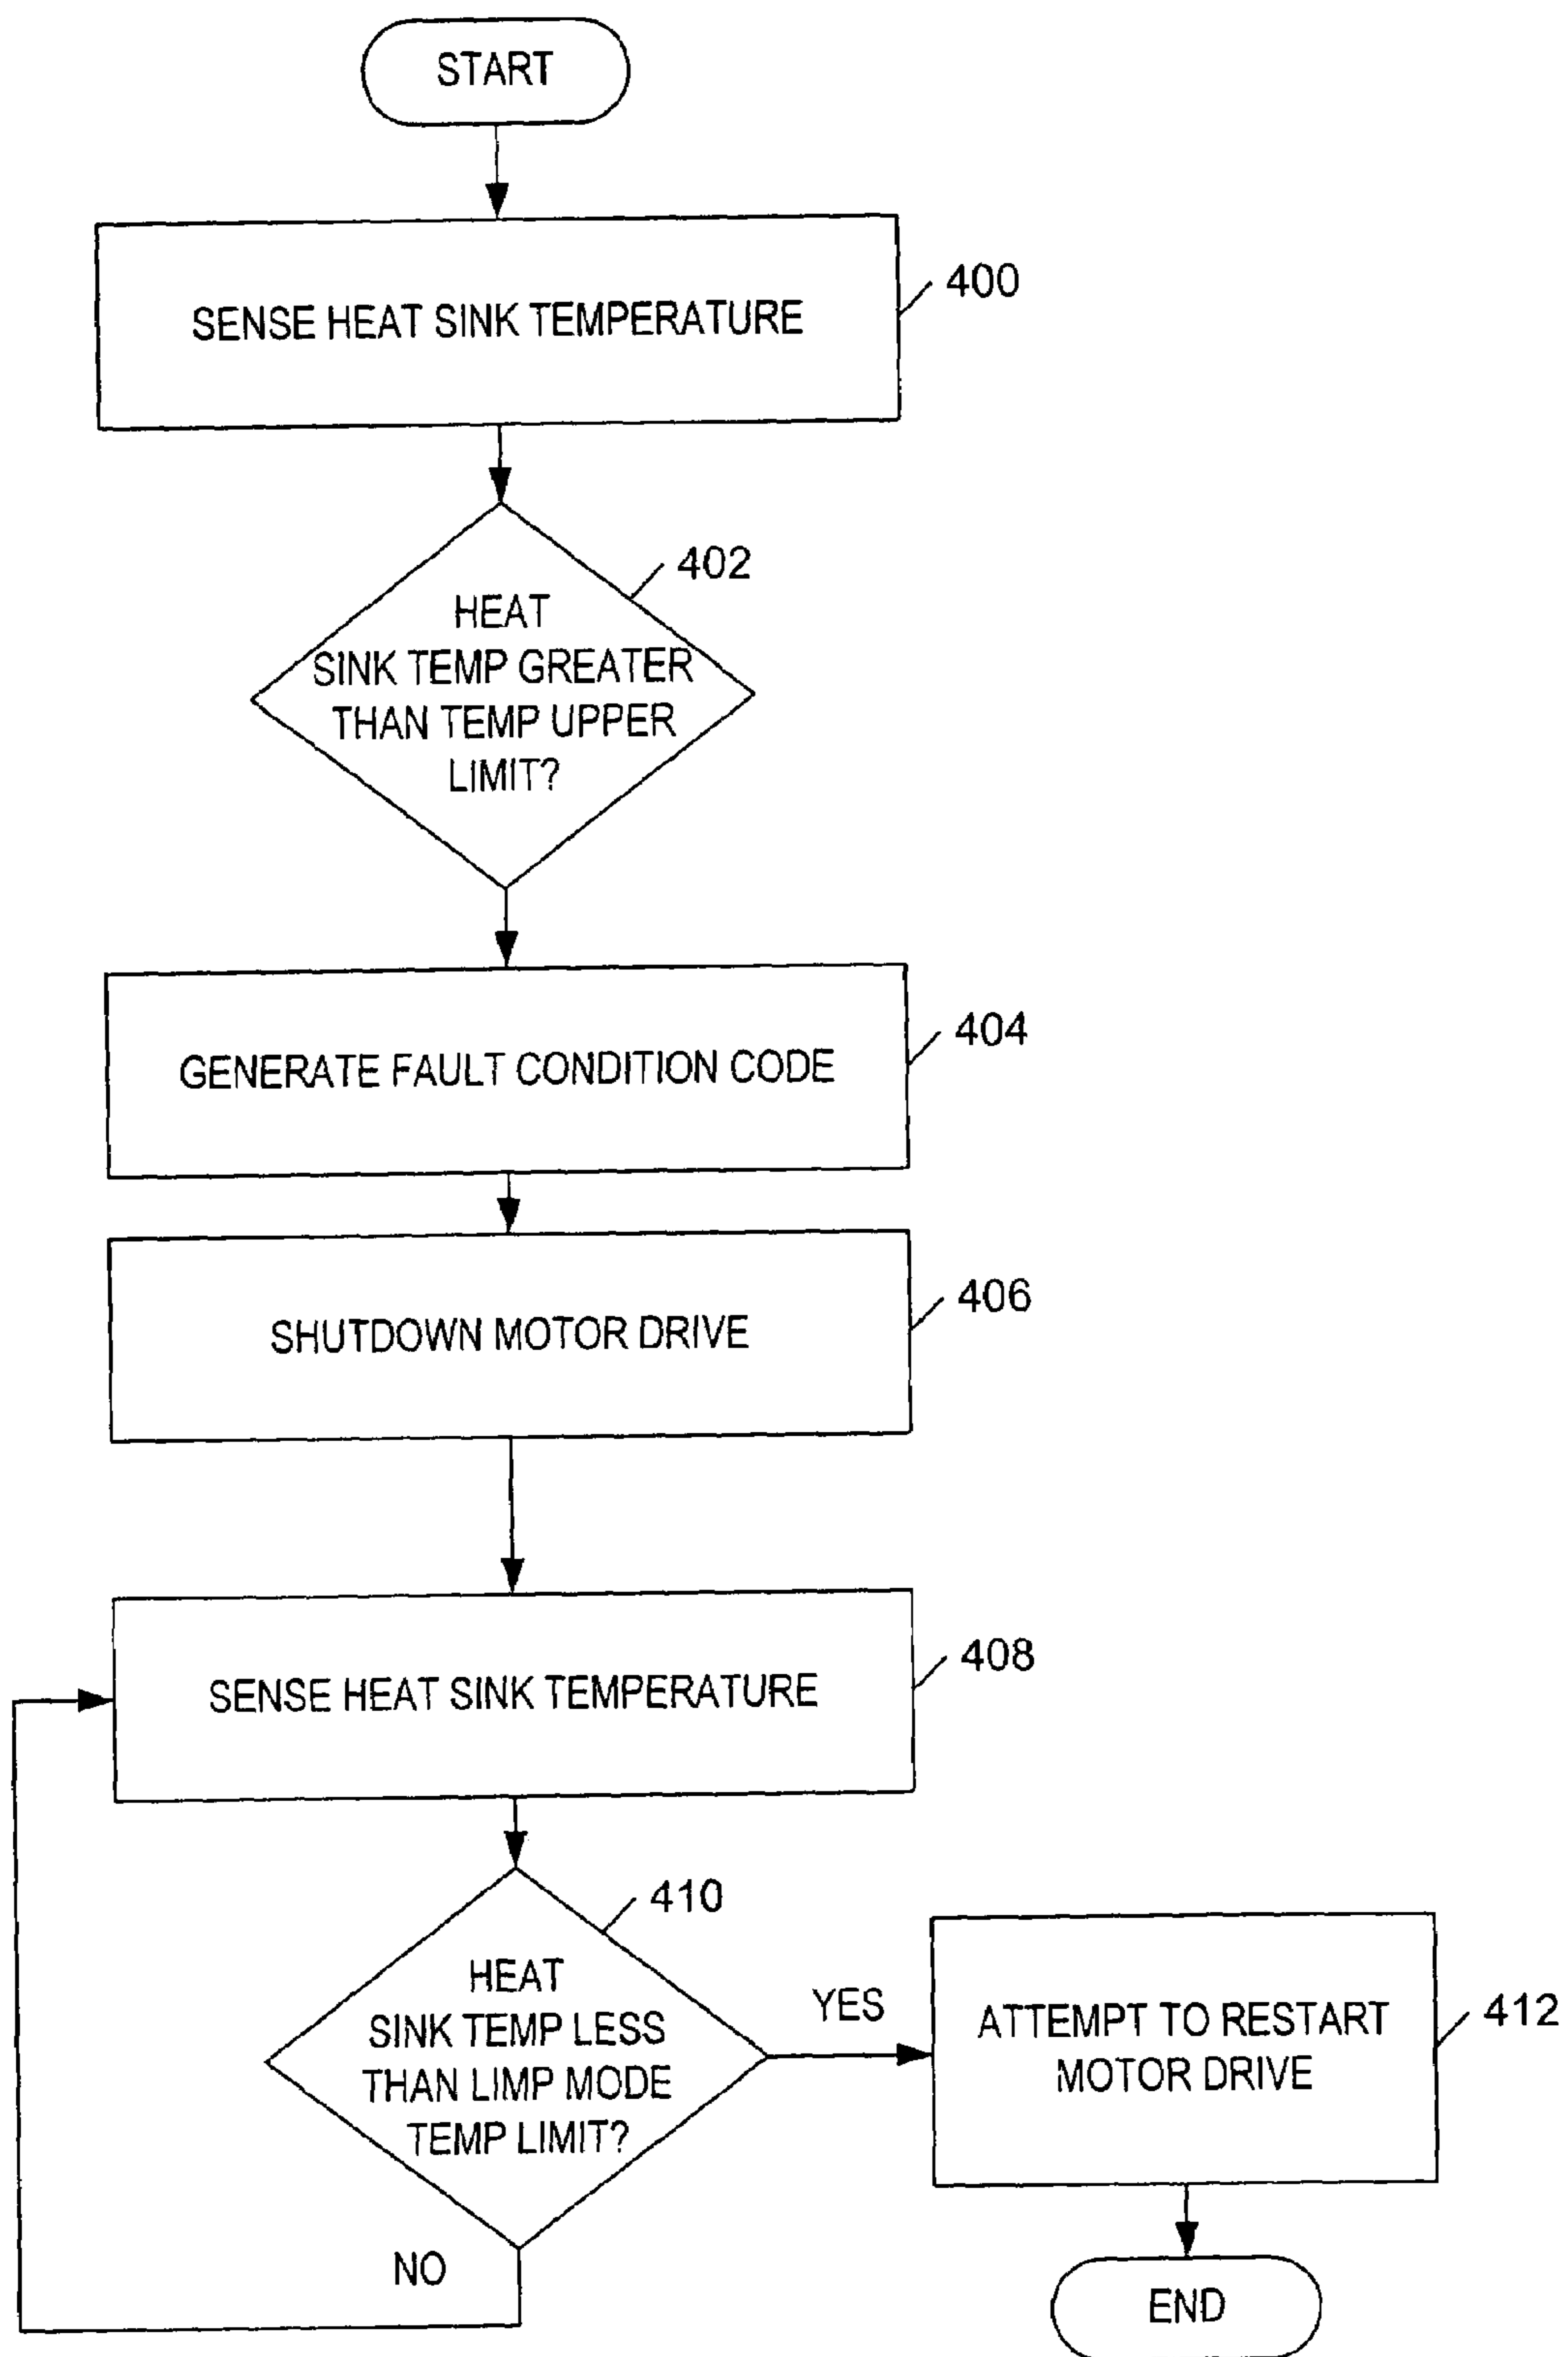 START
SENSE HEAT SINK TEMPERATURE
400
402
HEAT
SINK TEMP GREATER
THAN TEMP UPPER
LIMIT?
GENERATE FAULT CONDITION CODE
404
SHUTDOWN MOTOR DRIVE
406
SENSE HEAT SINK TEMPERATURE
408
410
HEAT
SINK TEMP LESS
THAN LIMP MODE
TEMP LIMIT?
YES
ATTEMPT TO RESTART
MOTOR DRIVE
412
NO
END